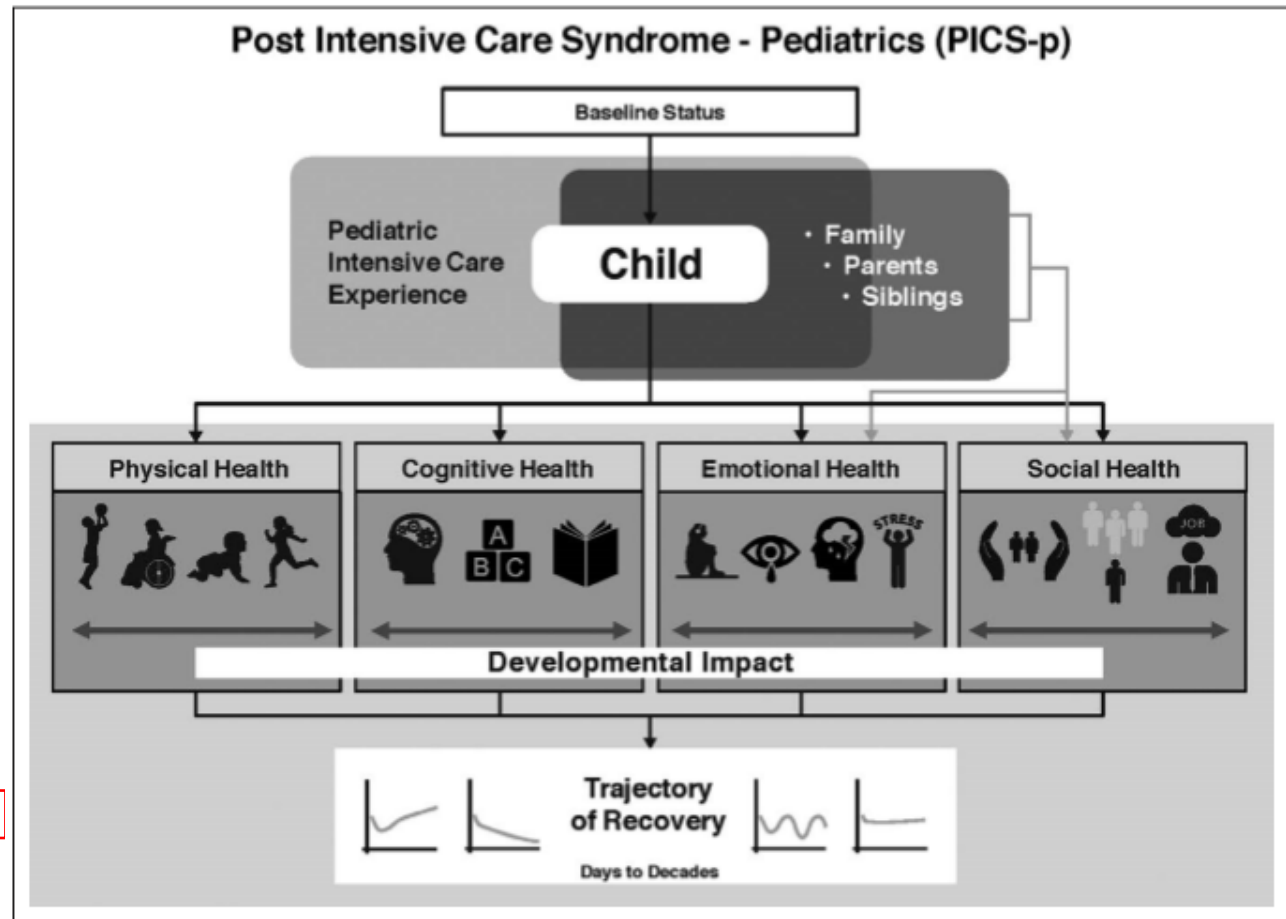 Post Intensive Care Syndrome - Pediatrics (PICS-p)
Baseline Status
Pediatric
Intensive Care
Experience
Child
· Family
· Parents
· Siblings
Physical Health
Cognitive Health
Emotional Health
Social Health
A
B C
STRESS
JOB
Developmental Impact
Trajectory
of Recovery
Days to Decades